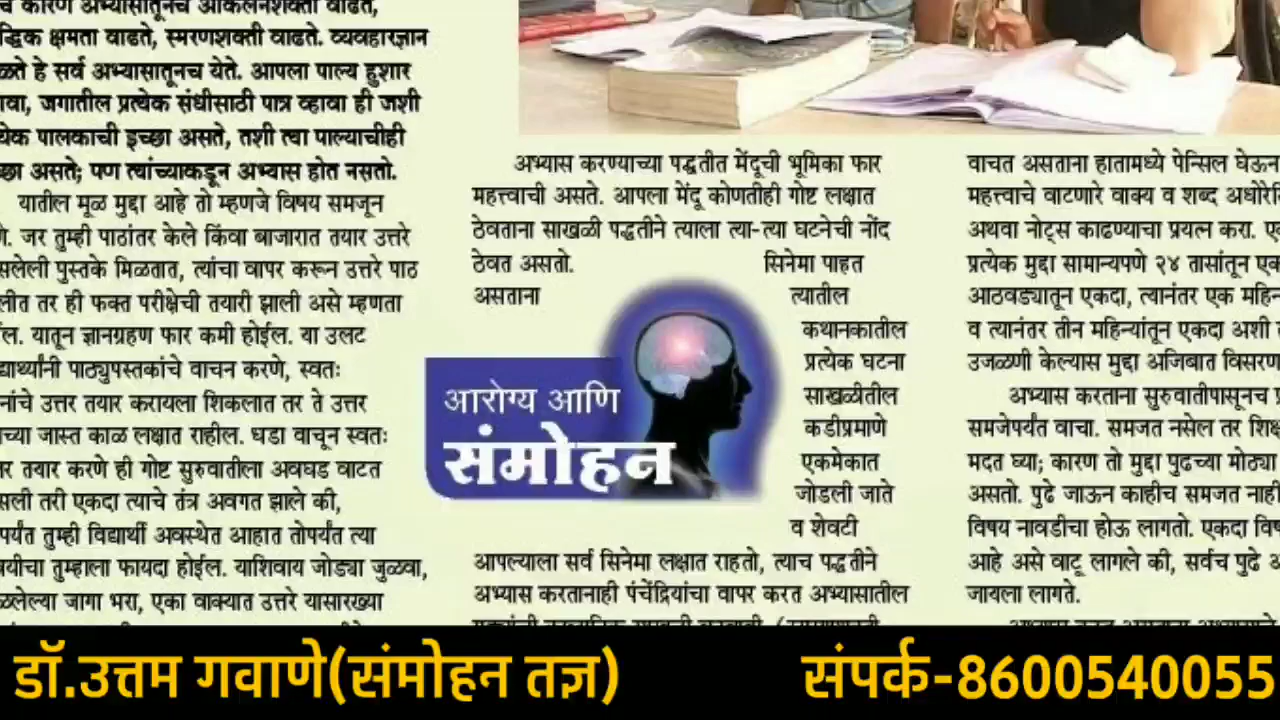 च कारण अभ्यासातूनच आकलनशक्ती वाढते,
द्धिक क्षमता वाढते, स्मरणशक्ती वाढते. व्यवहारज्ञान
ळते हे सर्व अभ्यासातूनच येते. आपला पाल्य हुशार
वा, जगातील प्रत्येक संधीसाठी पात्र व्हावा ही जशी
येक पालकाची इच्छा असते, तशी त्या पाल्याचीही
छा असते; पण त्यांच्याकडून अभ्यास होत नसतो.
यातील मूळ मुद्दा आहे तो म्हणजे विषय समजून
णे. जर तुम्ही पाठांतर केले किंवा बाजारात तयार उत्तरे
सलेली पुस्तके मिळतात, त्यांचा वापर करून उत्तरे पाठ
लीत तर ही फक्त परीक्षेची तयारी झाली असे म्हणता
ईल. यातून ज्ञानग्रहण फार कमी होईल. या उलट
द्यार्थ्यांनी पाठ्यपुस्तकांचे वाचन करणे, स्वतः
नांचे उत्तर तयार करायला शिकलात तर ते उत्तर
च्या जास्त काळ लक्षात राहील. धडा वाचून स्वतः
र तयार करणे ही गोष्ट सुरुवातीला अवघड वाटत
सली तरी एकदा त्याचे तंत्र अवगत झाले की,
पर्यंत तुम्ही विद्यार्थी अवस्थेत आहात तोपर्यंत त्या
यीचा तुम्हाला फायदा होईल. याशिवाय जोड्या जुळवा,
ळलेल्या जागा भरा, एका वाक्यात उत्तरे यासारख्या
अभ्यास करण्याच्या पद्धतीत मेंदूची भूमिका फार
महत्त्वाची असते. आपला मेंदू कोणतीही गोष्ट लक्षात
ठेवताना साखळी पद्धतीने त्याला त्या-त्या घटनेची नोंद
ठेवत असतो. सिनेमा पाहत
असताना त्यातील
कथानकातील
प्रत्येक घटना
साखळीतील
कडीप्रमाणे
एकमेकात
जोडली जाते
व शेवटी
आपल्याला सर्व सिनेमा लक्षात राहतो, त्याच पद्धतीने
अभ्यास करतानाही पंचेंद्रियांचा वापर करत अभ्यासातील
आरोग्य आणि
संमोहन
वाचत असताना हातामध्ये पेन्सिल घेऊन
महत्त्वाचे वाटणारे वाक्य व शब्द अधोरे
अथवा नोट्स काढण्याचा प्रयत्न करा. ए
प्रत्येक मुद्दा सामान्यपणे २४ तासांतून एक
आठवड्यातून एकदा, त्यानंतर एक महिन
व त्यानंतर तीन महिन्यांतून एकदा अशी
उजळणी केल्यास मुद्दा अजिबात विसरण
अभ्यास करताना सुरुवातीपासूनच प्र
समजेपर्यंत वाचा. समजत नसेल तर शिक्ष
मदत घ्या; कारण तो मुद्दा पुढच्या मोठ्या
असतो. पुढे जाऊन काहीच समजत नाही
विषय नावडीचा होऊ लागतो. एकदा विष
आहे असे वाटू लागले की, सर्वच पुढे अ
जायला लागते.
डॉ.उत्तम गवाणे(संमोहन तज्ञ) संपर्क-8600540055